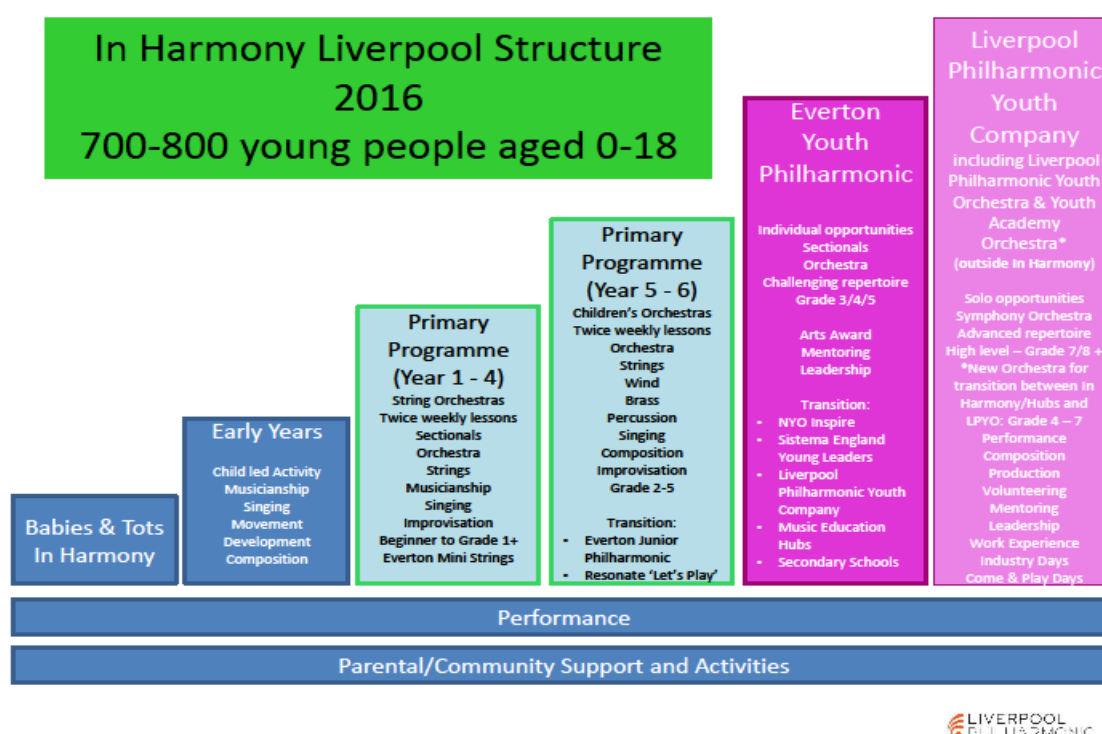 In Harmony Liverpool Structure
2016
700-800 young people aged 0-18
Babies & Tots
In Harmony
Early Years
Child led Activity
Musicianship
Singing
Movement
Development
Composition
Primary
Programme
(Year 1 - 4)
String Orchestras
Twice weekly lessons
Sectionals
Orchestra
Strings
Musicianship
Singing
Improvisation
Beginner to Grade 1+
Everton Mini Strings
Primary
Programme
(Year 5 - 6)
Children's Orchestras
Twice weekly lessons
Orchestra
Strings
Wind
Brass
Percussion
Singing
Composition
Improvisation
Grade 2-5
Transition:
- Everton Junior
Philharmonic
- Resonate ‘Let's Play’
Everton
Youth
Philharmonic
Individual opportunities
Sectionals
Orchestra
Challenging repertoire
Grade 3/4/5
Arts Award
Mentoring
Leadership
Transition:
- NYO Inspire
- Sistema England
Young Leaders
- Liverpool
Philharmonic Youth
Company
- Music Education
Hubs
- Secondary Schools
Liverpool
Philharmonic
Youth
Company
including Liverpool
Philharmonic Youth
Orchestra & Youth
Academy
Orchestra*
(outside In Harmony)
Solo opportunities
Symphony Orchestra
Advanced repertoire
High level – Grade 7/8 +
*New Orchestra for
transition between In
Harmony/Hubs and
LPYO: Grade 4 – 7
Performance
Composition
Production
Volunteering
Mentoring
Leadership
Work Experience
Industry Days
Come & Play Days
Performance
Parental/Community Support and Activities
LIVERPOOL